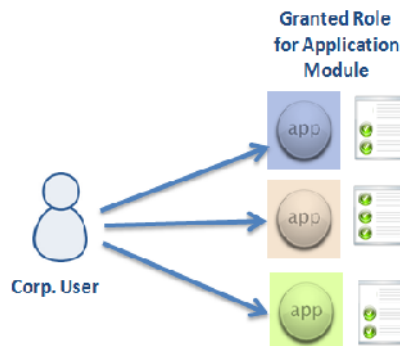 Granted Role
for Application
Module
app
app
Corp. User
app